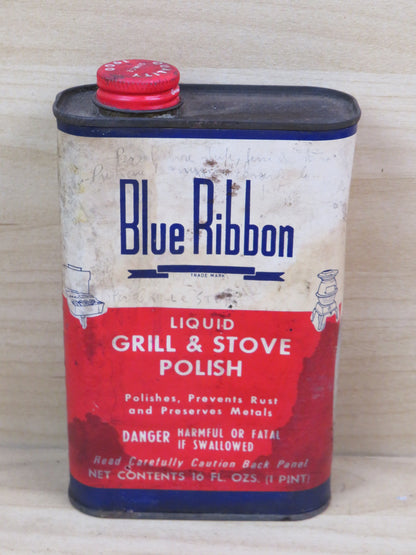 Blue Ribbon
TRADE MARK
LIQUID
GRILL & STOVE
POLISH
Polishes, Prevents Rust
and Preserves Metals
DANGER HARMFUL OR FATAL
IF SWALLOWED
Read Carefully Caution Back Panel
NET CONTENTS 16 FL. OZS. (1 PINT)